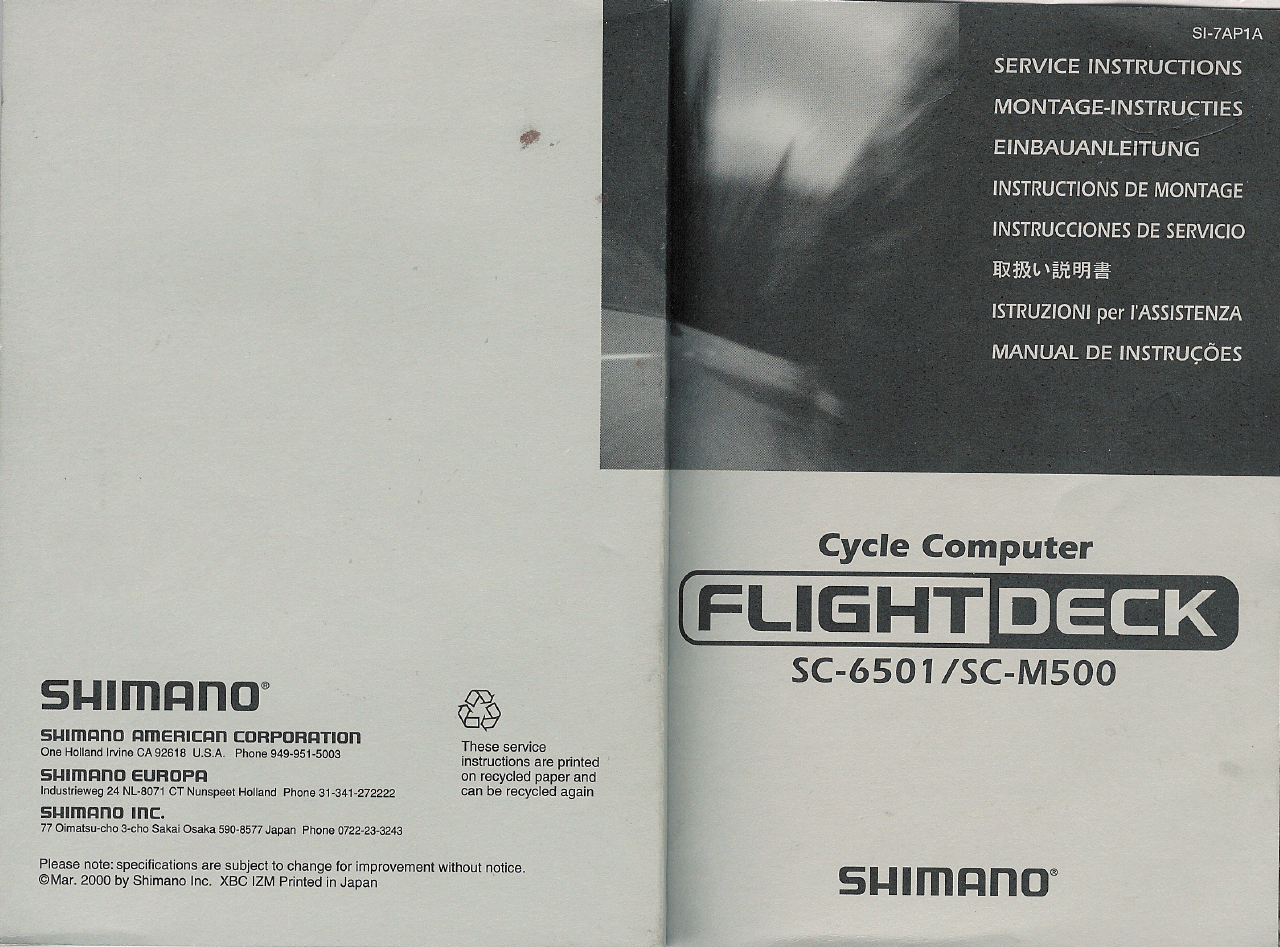 SHIMANO®
SHIMANO AMERICAN CORPORATION
One Holland Irvine CA 92618 U.S.A. Phone 949-951-5003
SHIMANO EUROPA
Industrieweg 24 NL-8071 CT Nunspeet Holland Phone 31-341-272222
SHIMANO INC.
77 Oimatsu-cho 3-cho Sakai Osaka 590-8577 Japan Phone 0722-23-3243
These service
instructions are printed
on recycled paper and
can be recycled again
Please note: specifications are subject to change for improvement without notice.
©Mar. 2000 by Shimano Inc. XBC IZM Printed in Japan
SI-7AP1A
SERVICE INSTRUCTIONS
MONTAGE-INSTRUCTIES
EINBAUANLEITUNG
INSTRUCTIONS DE MONTAGE
INSTRUCCIONES DE SERVICIO
取扱い説明書
ISTRUZIONI per l'ASSISTENZA
MANUAL DE INSTRUÇÕES
Cycle Computer
FLIGHT DECK
SC-6501/SC-M500
SHIMANO®